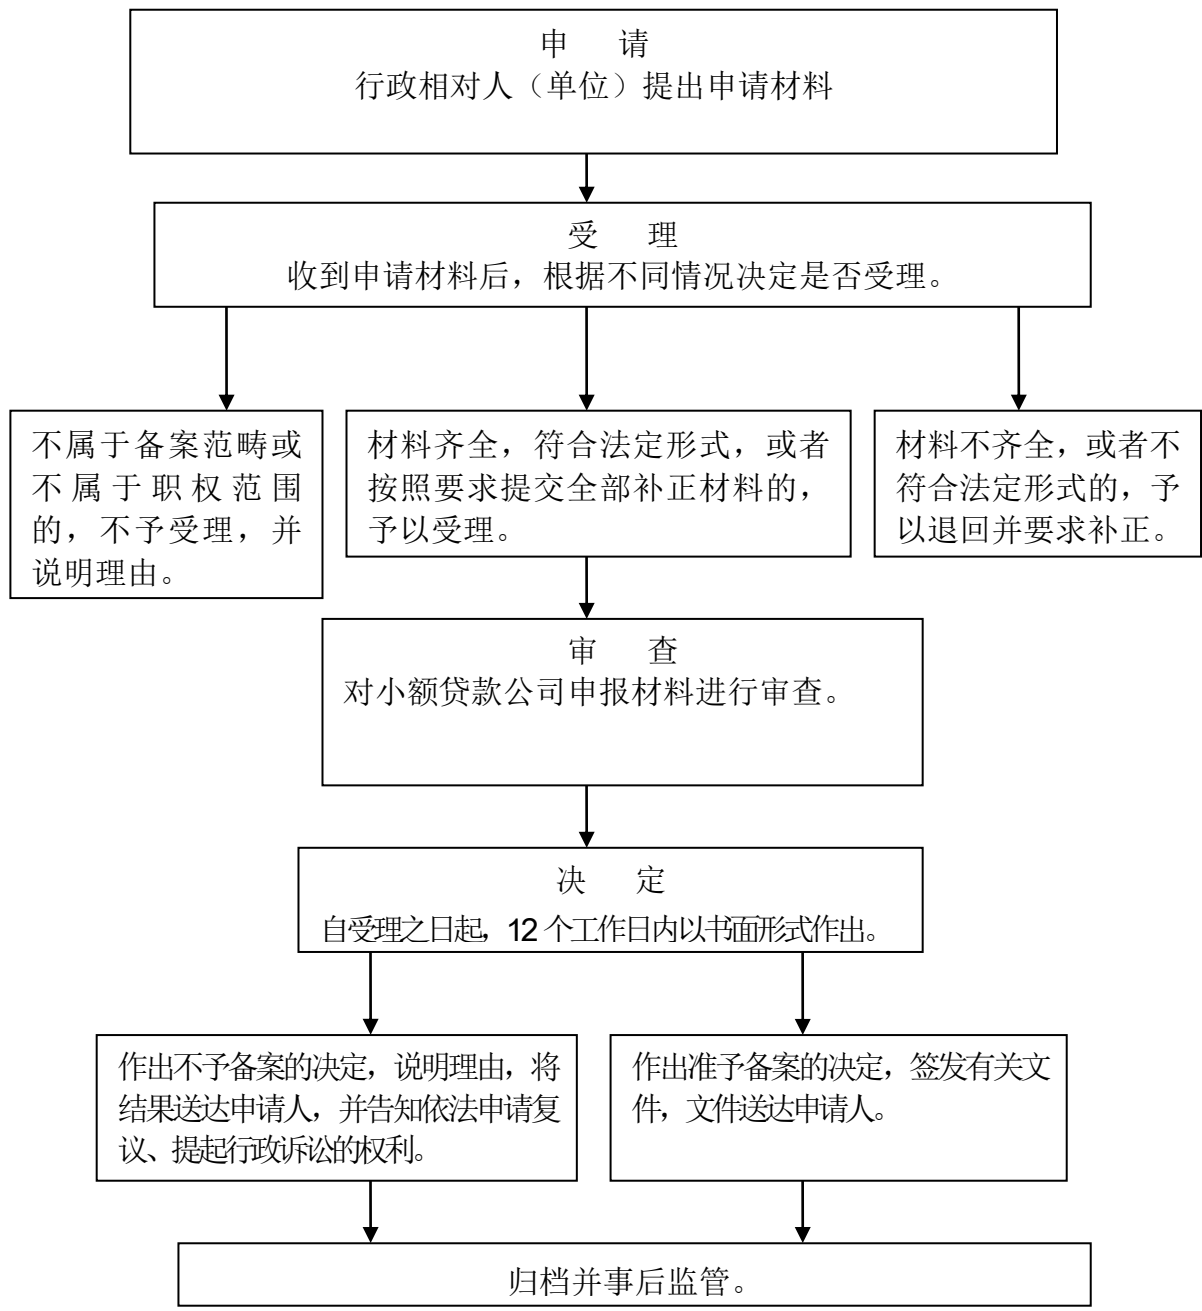 申 请
行政相对人（单位）提出申请材料
受 理
收到申请材料后，根据不同情况决定是否受理。
不属于备案范畴或
不属于职权范围
的，不予受理，并
说明理由。
材料齐全，符合法定形式，或者
按照要求提交全部补正材料的，
予以受理。
材料不齐全，或者不
符合法定形式的，予
以退回并要求补正。
审 查
对小额贷款公司申报材料进行审查。
决 定
自受理之日起，12 个工作日内以书面形式作出。
作出不予备案的决定，说明理由，将
结果送达申请人，并告知依法申请复
议、提起行政诉讼的权利。
作出准予备案的决定，签发有关文
件，文件送达申请人。
归档并事后监管。